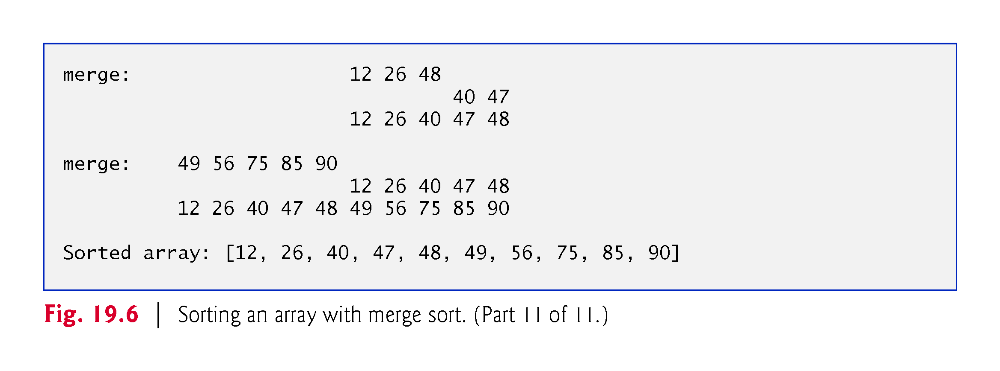 merge:                   12 26 48
                                  40 47
                         12 26 40 47 48
merge:    49 56 75 85 90
                         12 26 40 47 48
          12 26 40 47 48 49 56 75 85 90
Sorted array: [12, 26, 40, 47, 48, 49, 56, 75, 85, 90]
Fig. 19.6 | Sorting an array with merge sort. (Part 11 of 11.)